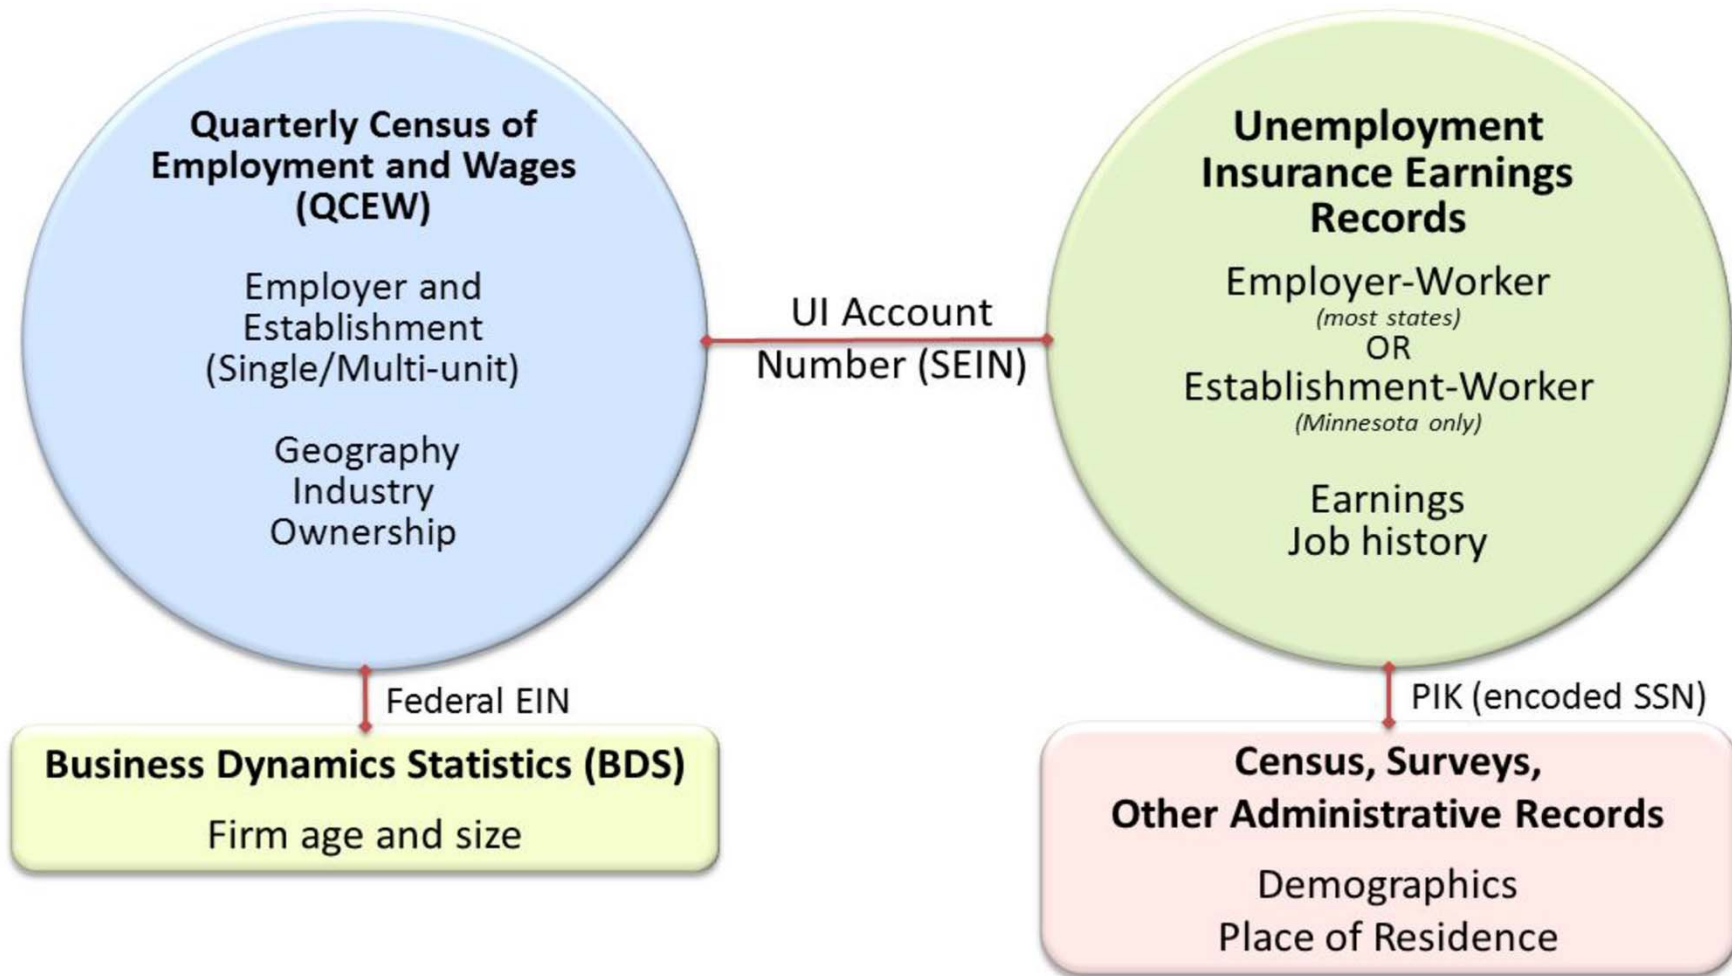 Quarterly Census of
Employment and Wages
(QCEW)
Employer and
Establishment
(Single/Multi-unit)
Geography
Industry
Ownership
UI Account
Number (SEIN)
Unemployment
Insurance Earnings
Records
Employer-Worker
(most states)
OR
Establishment-Worker
(Minnesota only)
Earnings
Job history
Federal EIN
Business Dynamics Statistics (BDS)
Firm age and size
PIK (encoded SSN)
Census, Surveys,
Other Administrative Records
Demographics
Place of Residence